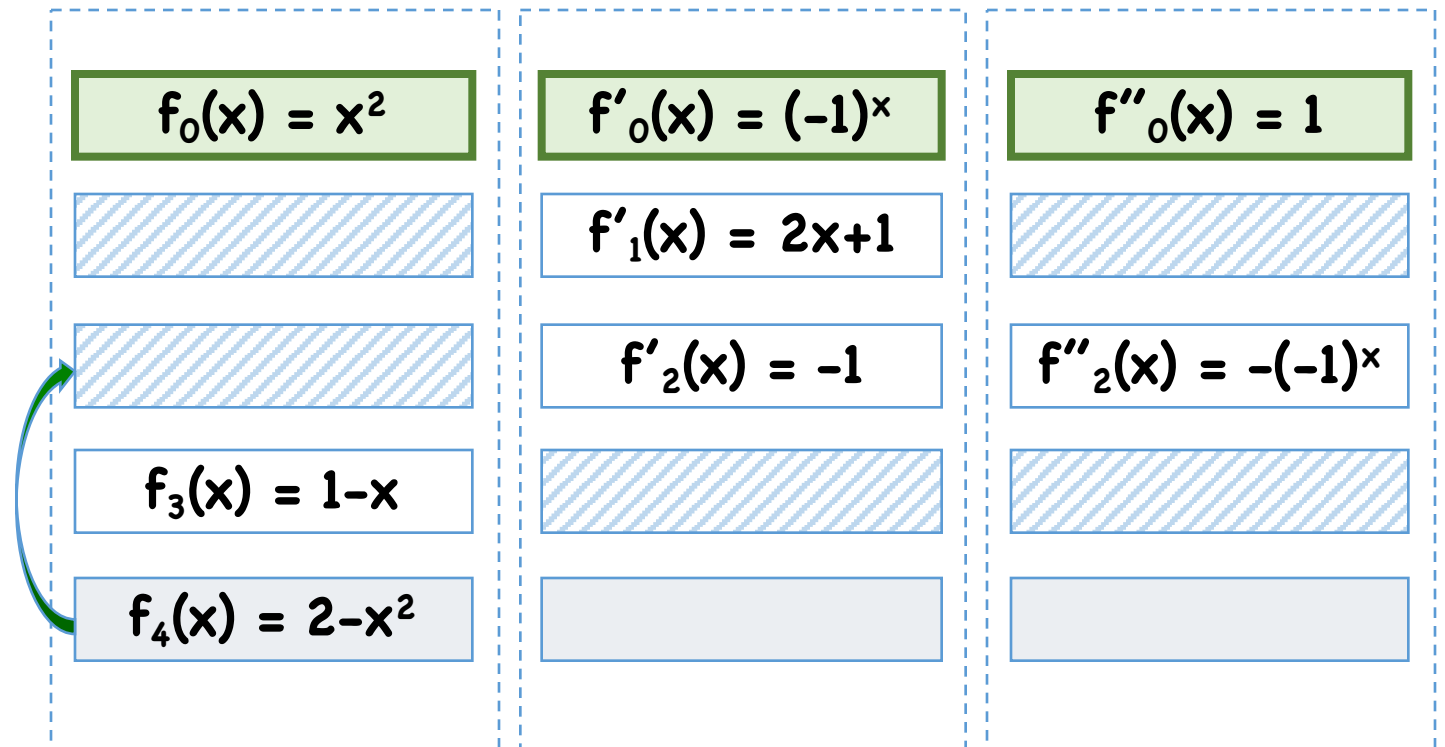 f₀(x) = x²
f′₀(x) = (-1)ˣ
f″₀(x) = 1
f′₁(x) = 2x+1
f′₂(x) = -1
f″₂(x) = -(-1)ˣ
f₃(x) = 1-x
f₄(x) = 2-x²